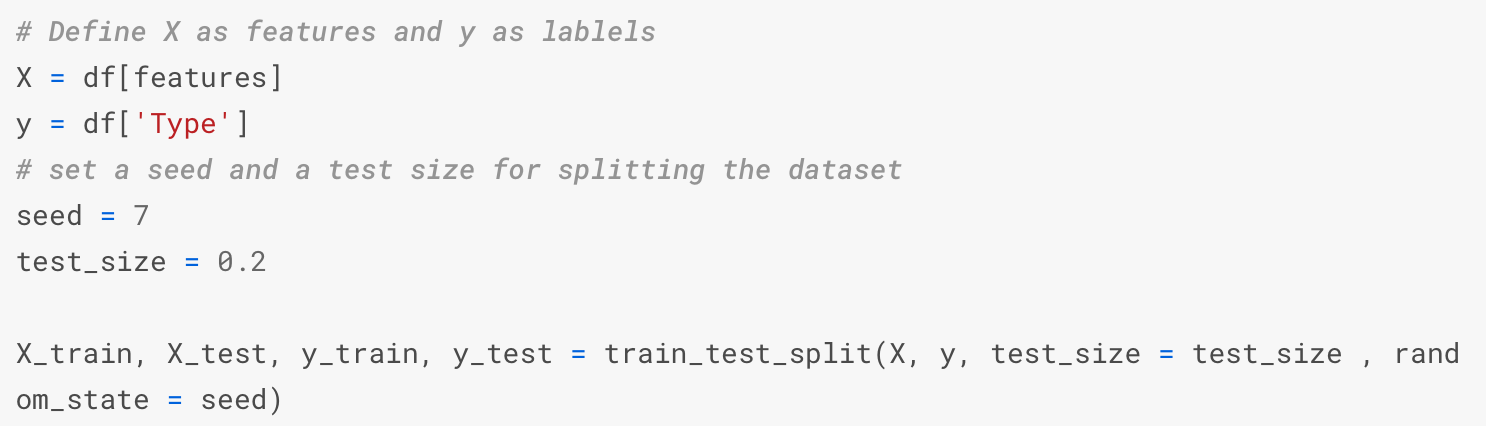 # Define X as features and y as lablels
X = df[features]
y = df['Type']
# set a seed and a test size for splitting the dataset
seed = 7
test_size = 0.2
X_train, X_test, y_train, y_test = train_test_split(X, y, test_size = test_size , rand
om_state = seed)